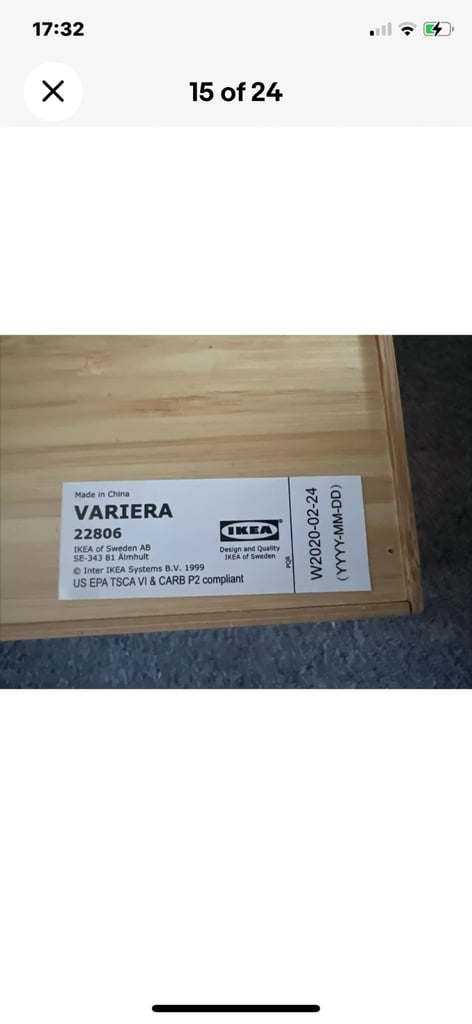 17:32
15 of 24
Made in China
VARIERA
22806
IKEA of Sweden AB
SE-343 81 Älmhult
© Inter IKEA Systems B.V. 1999
US EPA TSCA VI & CARB P2 compliant
IKEA®
Design and Quality
IKEA of Sweden
PQR
W2020-02-24
(YYYY-MM-DD)